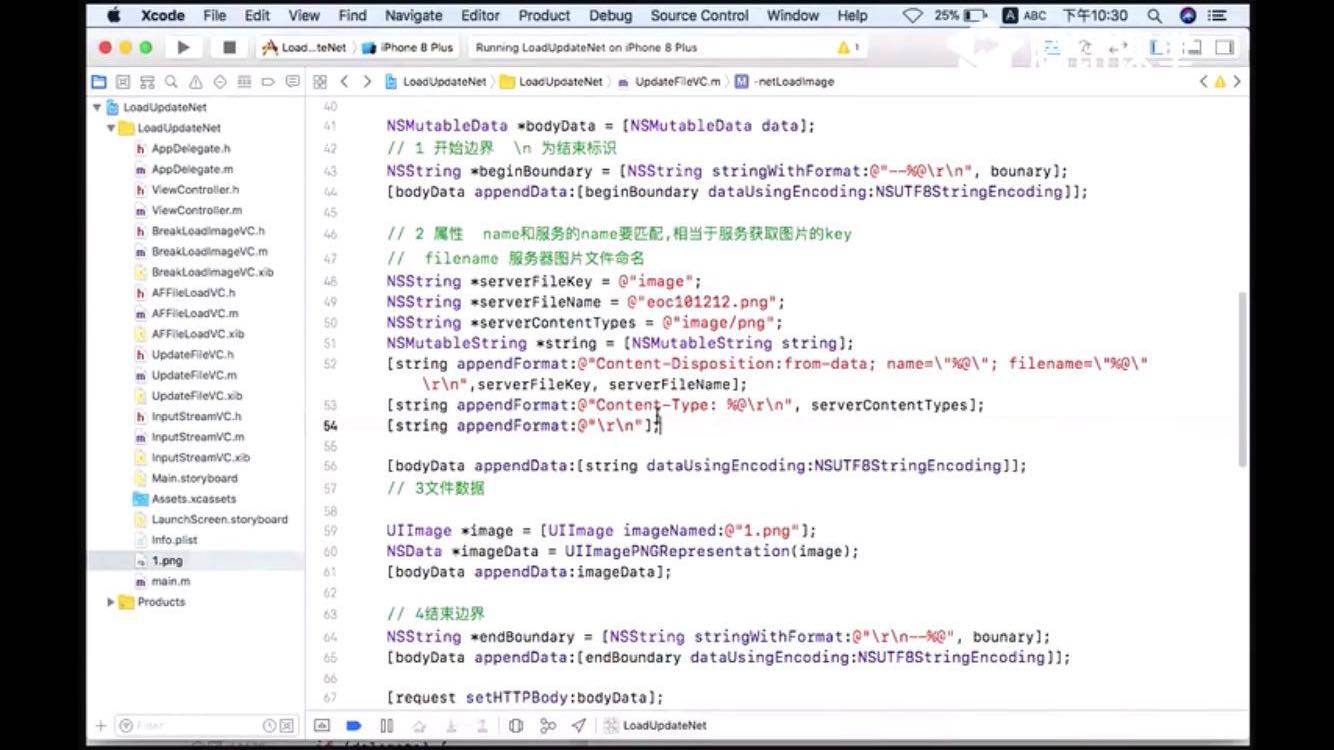 Xcode File Edit View Find Navigate Editor Product Debug Source Control Window Help 25% A ABC 下午10:30
Load...teNet iPhone 8 Plus Running LoadUpdateNet on iPhone 8 Plus 1
LoadUpdateNet LoadUpdateNet UpdateFileVC.m M -netLoadImage
LoadUpdateNet
LoadUpdateNet
h AppDelegate.h
m AppDelegate.m
h ViewController.h
m ViewController.m
h BreakLoadImageVC.h
m BreakLoadImageVC.m
BreakLoadImageVC.xib
h AFFileLoadVC.h
m AFFileLoadVC.m
AFFileLoadVC.xib
h UpdateFileVC.h
m UpdateFileVC.m
UpdateFileVC.xib
h InputStreamVC.h
m InputStreamVC.m
InputStreamVC.xib
Main.storyboard
Assets.xcassets
LaunchScreen.storyboard
Info.plist
1.png
m main.m
Products
Filter
40
41 NSMutableData *bodyData = [NSMutableData data];
42 // 1 开始边界 \n 为结束标识
43 NSString *beginBoundary = [NSString stringWithFormat:@"--%@\r\n", bounary];
44 [bodyData appendData:[beginBoundary dataUsingEncoding:NSUTF8StringEncoding]];
45
46 // 2 属性 name和服务的name要匹配,相当于服务获取图片的key
47 // filename 服务器图片文件命名
48 NSString *serverFileKey = @"image";
49 NSString *serverFileName = @"eoc101212.png";
50 NSString *serverContentTypes = @"image/png";
51 NSMutableString *string = [NSMutableString string];
52 [string appendFormat:@"Content-Disposition:from-data; name=\"%@\"; filename=\"%@\"
\r\n",serverFileKey, serverFileName];
53 [string appendFormat:@"Content-Type: %@\r\n", serverContentTypes];
54 [string appendFormat:@"\r\n"];
55
56 [bodyData appendData:[string dataUsingEncoding:NSUTF8StringEncoding]];
57 // 3文件数据
58
59 UIImage *image = [UIImage imageNamed:@"1.png"];
60 NSData *imageData = UIImagePNGRepresentation(image);
61 [bodyData appendData:imageData];
62
63 // 4结束边界
64 NSString *endBoundary = [NSString stringWithFormat:@"\r\n--%@", bounary];
65 [bodyData appendData:[endBoundary dataUsingEncoding:NSUTF8StringEncoding]];
66
67 [request setHTTPBody:bodyData];
LoadUpdateNet